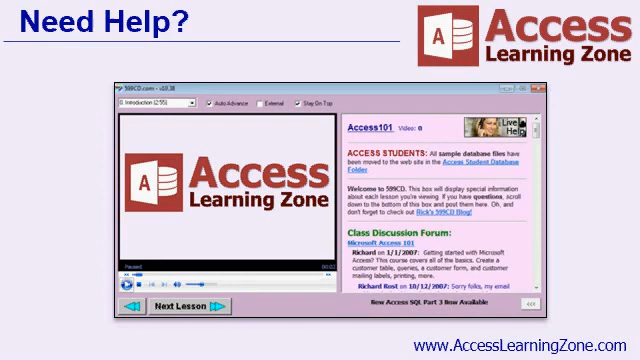 Need Help?
Access
Learning Zone
599CD.com - v10.38
0. Introduction (2:55)
Auto Advance
External
Stay On Top
Access
Learning Zone
Paused
00:03
Next Lesson
Access101 Video: 0
Live Help
ACCESS STUDENTS: All sample database files have
been moved to the web site in the Access Student Database
Folder
Welcome to 599CD. This box will display special information
about each lesson you're viewing. If you have questions, scroll
down to the bottom of this box and post them here. Oh, and
don't forget to check out Rick's 599CD Blog!
Class Discussion Forum:
Microsoft Access 101
Richard on 1/1/2007: Getting started with Microsoft
Access? This course covers all of the basics. Create a
customer table, queries, a customer form, and customer
mailing labels, printing, more.
Richard Rost on 10/12/2007: Sorry folks, my email
New Access SQL Part 3 Now Available
<<<
www.AccessLearningZone.com